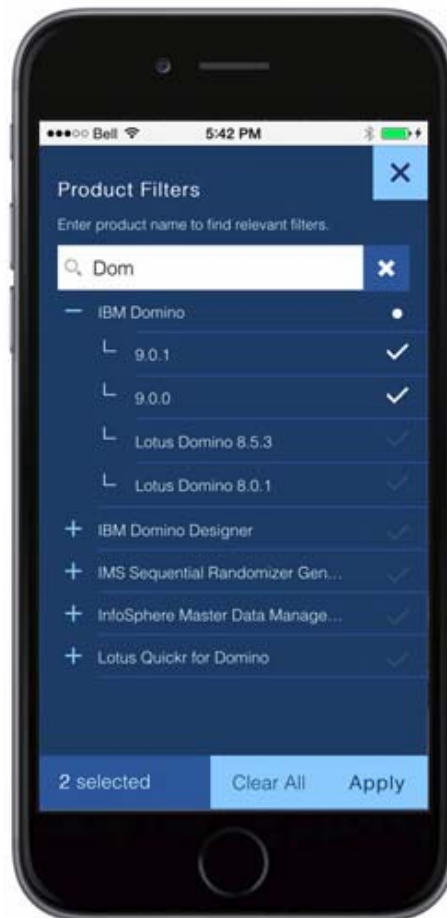 Bell 5:42 PM
Product Filters
Enter product name to find relevant filters.
Dom
IBM Domino
9.0.1
9.0.0
Lotus Domino 8.5.3
Lotus Domino 8.0.1
IBM Domino Designer
IMS Sequential Randomizer Gen...
InfoSphere Master Data Manage...
Lotus Quickr for Domino
2 selected Clear All Apply